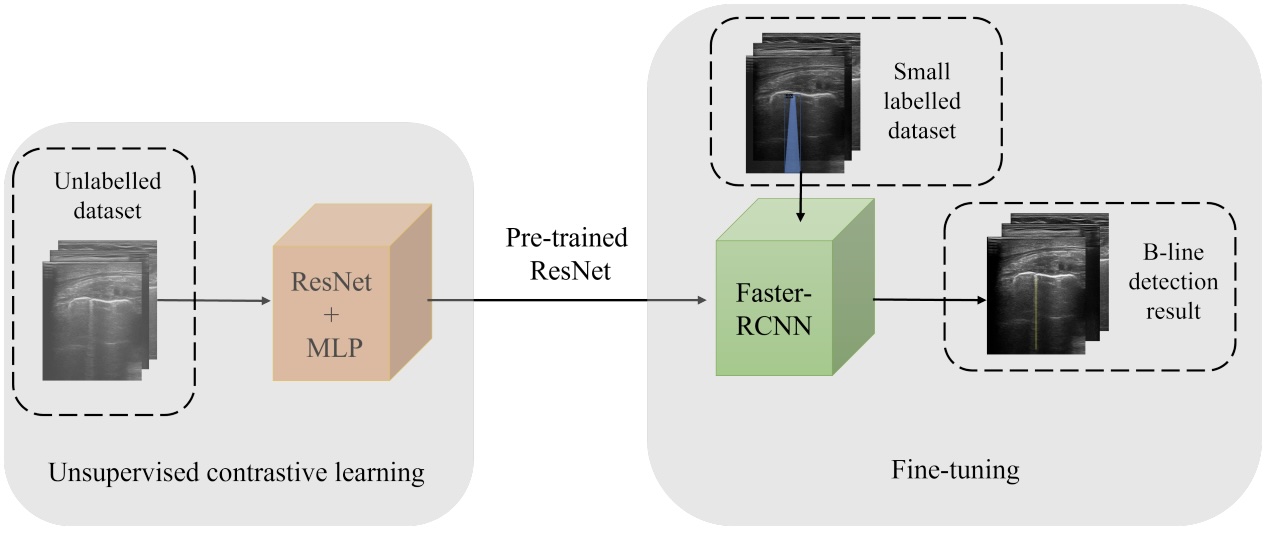 Unlabelled
dataset
ResNet
+
MLP
Unsupervised contrastive learning
Pre-trained
ResNet
Small
labelled
dataset
Faster-
RCNN
B-line
detection
result
Fine-tuning